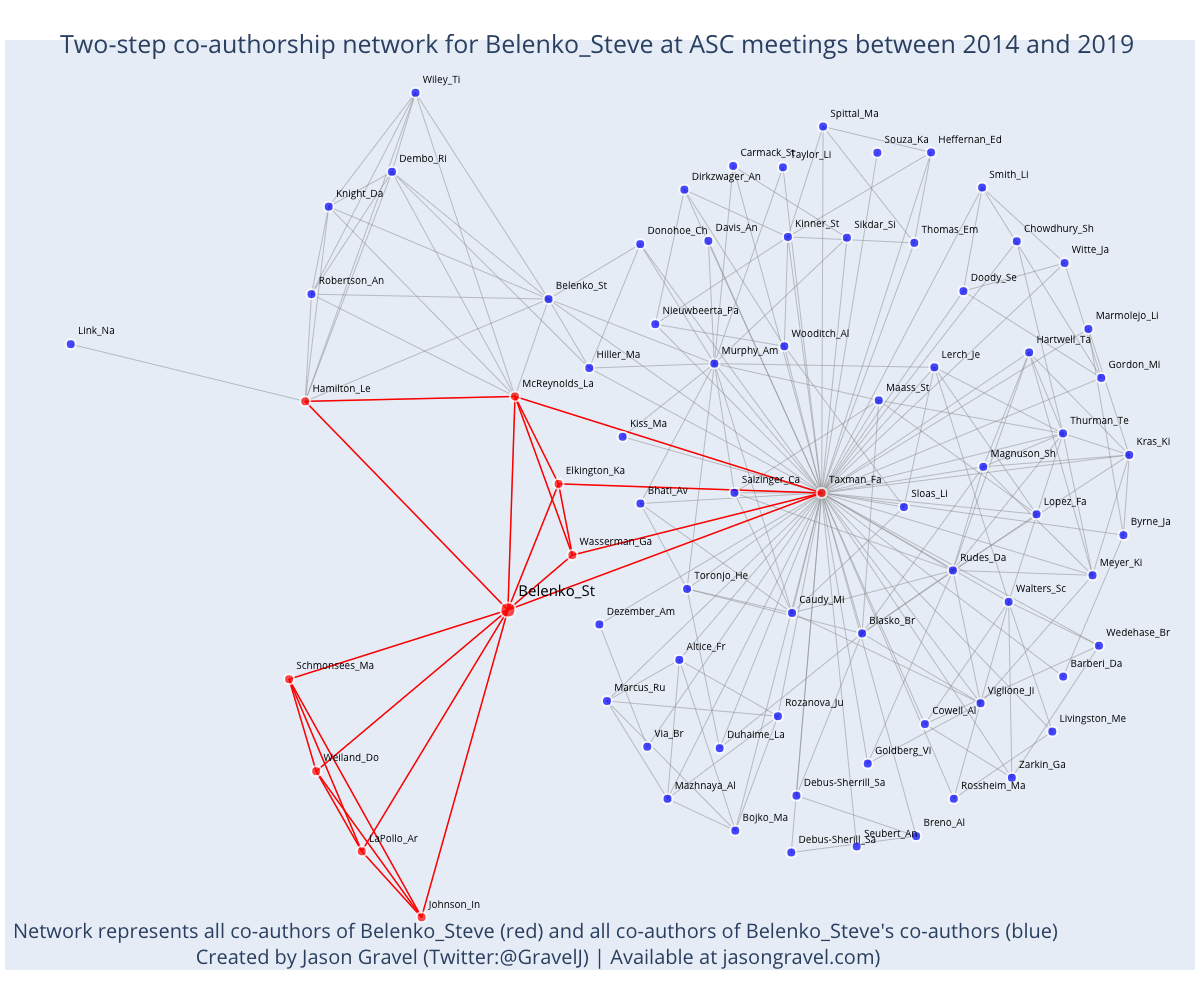 Two-step co-authorship network for Belenko_Steve at ASC meetings between 2014 and 2019
Wiley_Ti
Spittal_Ma
Souza_Ka
Heffernan_Ed
Carmack_St
Taylor_Li
Dembo_Ri
Dirkzwager_An
Smith_Li
Knight_Da
Donohoe_Ch
Davis_An
Kinner_St
Sikdar_Si
Thomas_Em
Chowdhury_Sh
Witte_Ja
Robertson_An
Belenko_St
Doody_Se
Nieuwbeerta_Pa
Marmolejo_Li
Link_Na
Wooditch_Al
Hartwell_Ta
Hiller_Ma
Murphy_Am
Lerch_Je
Gordon_Mi
Hamilton_Le
McReynolds_La
Maass_St
Kiss_Ma
Thurman_Te
Kras_Ki
Magnuson_Sh
Elkington_Ka
Salzinger_Ca
Taxman_Fa
Bhati_Av
Sloas_Li
Lopez_Fa
Byrne_Ja
Wasserman_Ga
Rudes_Da
Meyer_Ki
Toronjo_He
Belenko_St
Walters_Sc
Caudy_Mi
Dezember_Am
Blasko_Br
Wedehase_Br
Altice_Fr
Schmonsees_Ma
Barberi_Da
Marcus_Ru
Viglione_Ji
Rozanova_Ju
Cowell_Al
Livingston_Me
Via_Br
Duhaime_La
Goldberg_Vi
Weiland_Do
Zarkin_Ga
Mazhnaya_Al
Debus-Sherrill_Sa
Rossheim_Ma
Bojko_Ma
Breno_Al
Seubert_An
LaPollo_Ar
Debus-Sherill_Sa
Johnson_In
Network represents all co-authors of Belenko_Steve (red) and all co-authors of Belenko_Steve's co-authors (blue)
Created by Jason Gravel (Twitter:@GravelJ) | Available at jasongravel.com)